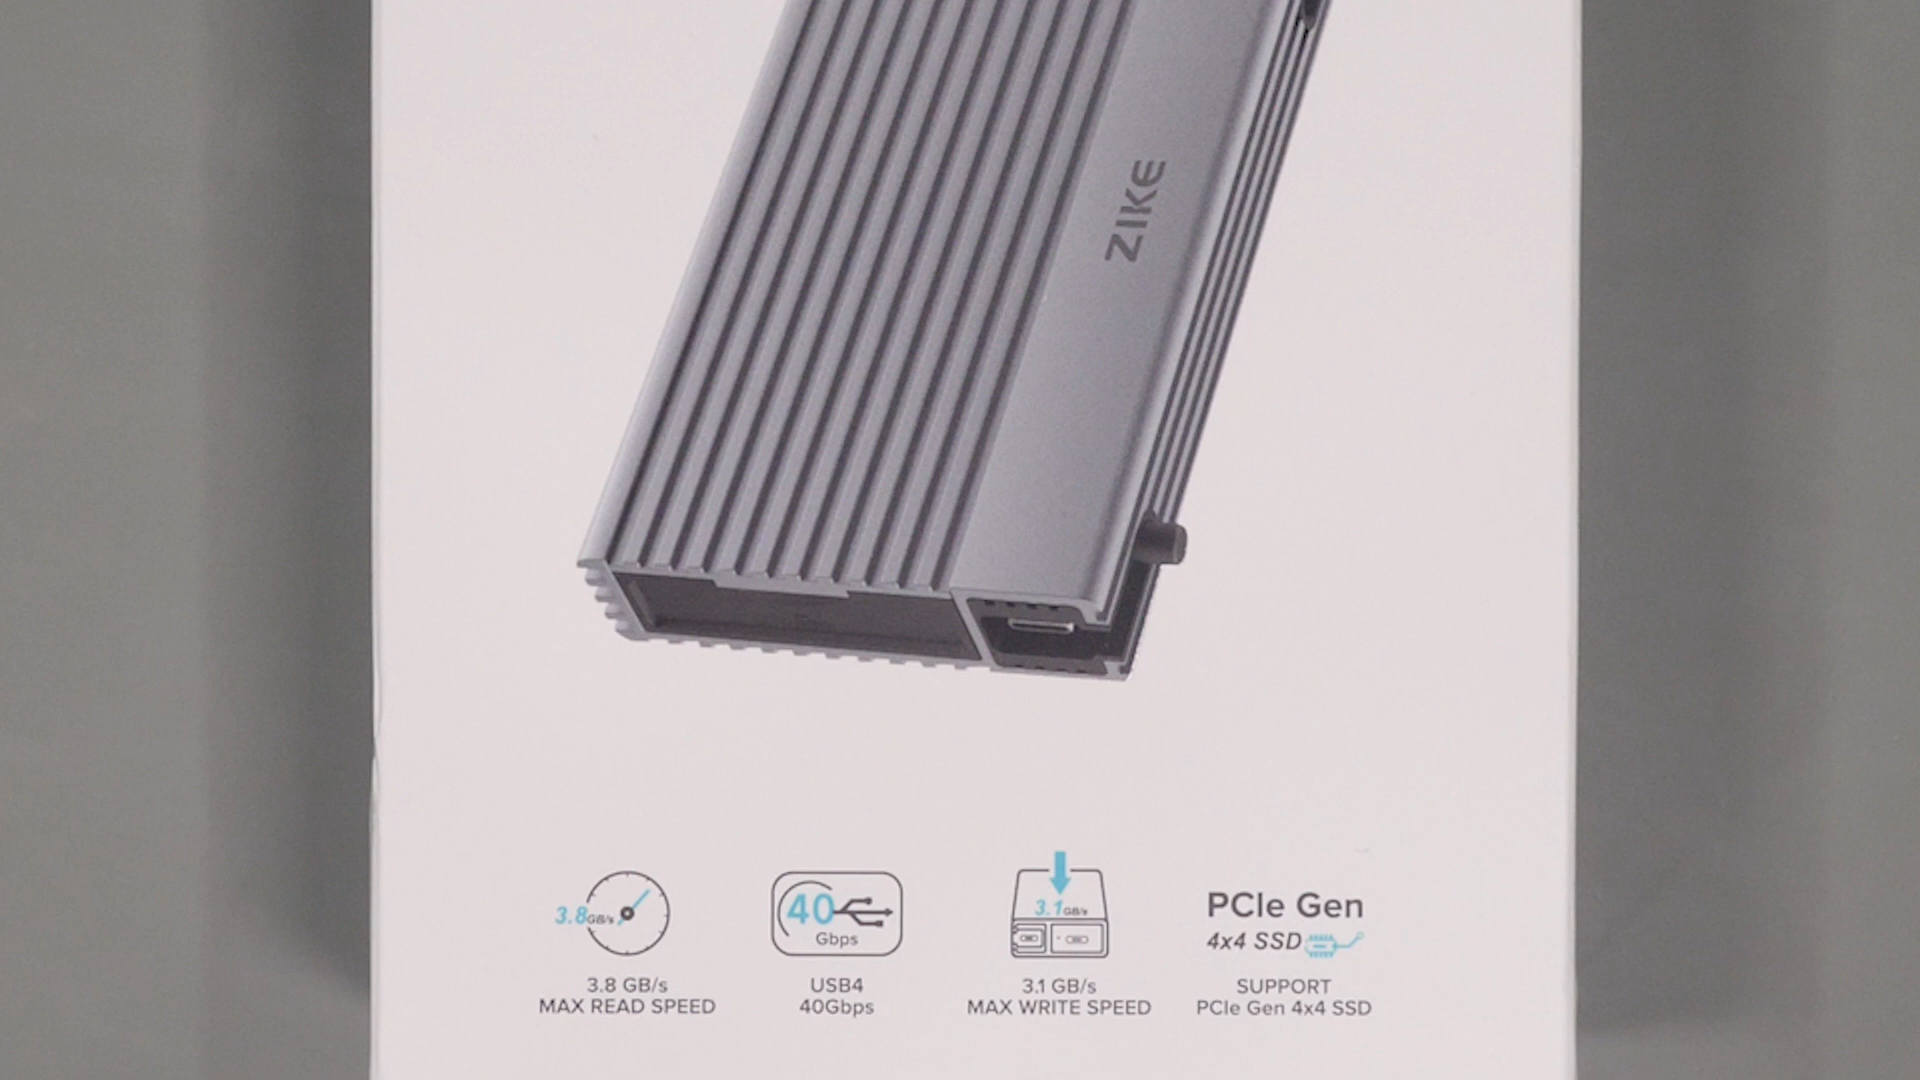 ZIKE
3.8GB/s
40
Gbps
3.1GB/s
PCIe Gen
4x4 SSD
3.8 GB/s
MAX READ SPEED
USB4
40Gbps
3.1 GB/s
MAX WRITE SPEED
SUPPORT
PCIe Gen 4x4 SSD